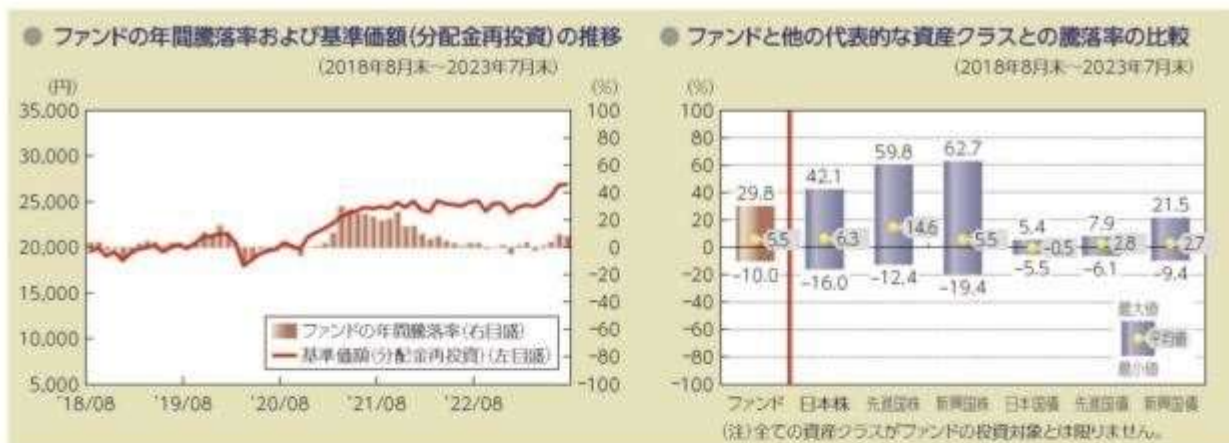 ● ファンドの年間騰落率および基準価額(分配金再投資)の推移
(2018年8月末~2023年7月末)
(円)
(%)
35,000
30,000
25,000
20,000
15,000
10,000
5,000
100
80
60
40
20
0
-20
-40
-60
-80
-100
ファンドの年間騰落率(右目盛)
基準価額(分配金再投資)(左目盛)
'18/08 '19/08 '20/08 '21/08 '22/08
● ファンドと他の代表的な資産クラスとの騰落率の比較
(2018年8月末~2023年7月末)
(%)
100
80
60
40
20
0
-20
-40
-60
-80
-100
29.8 42.1 59.8 62.7 5.4 7.9 21.5
5.5 6.3 14.6 5.5 -0.5 2.8 2.7
-10.0 -16.0 -12.4 -19.4 -5.5 -6.1 -9.4
最大値
平均値
最小値
ファンド 日本株 先進国株 新興国株 日本国債 先進国債 新興国債
(注)全ての資産クラスがファンドの投資対象とは限りません。